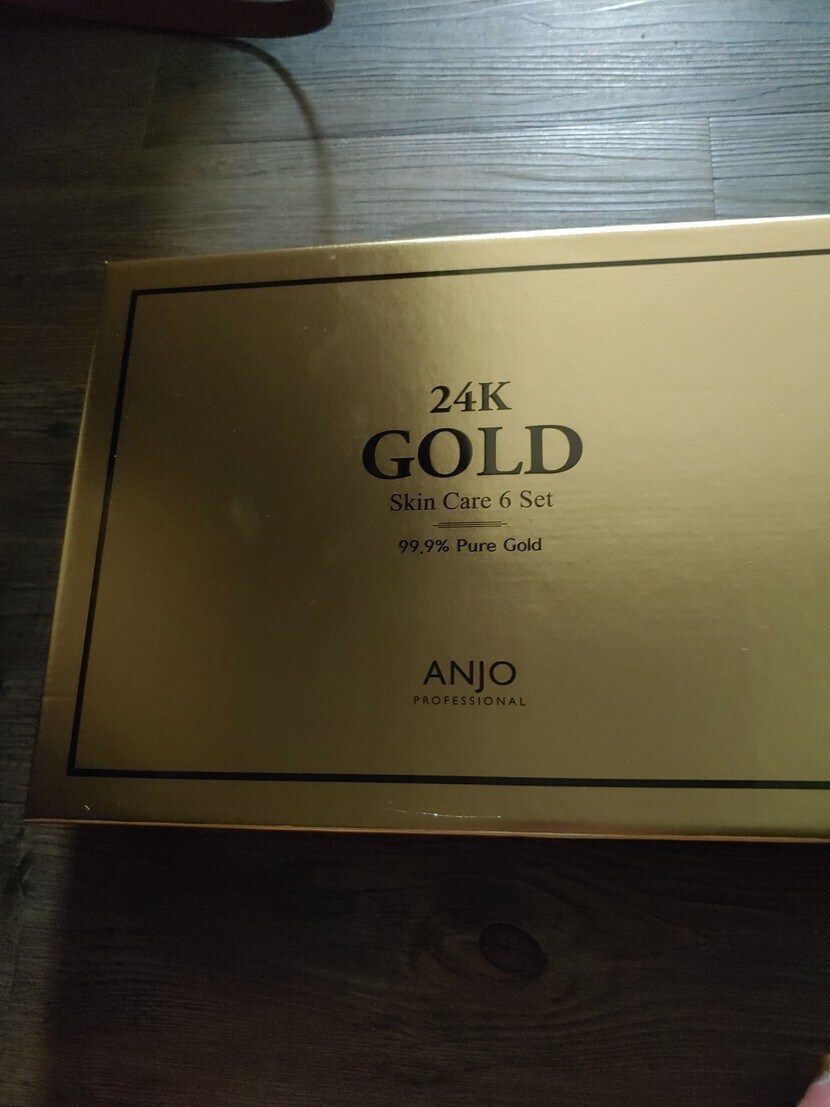 24K
GOLD
Skin Care 6 Set
99.9% Pure Gold
ANJO
PROFESSIONAL